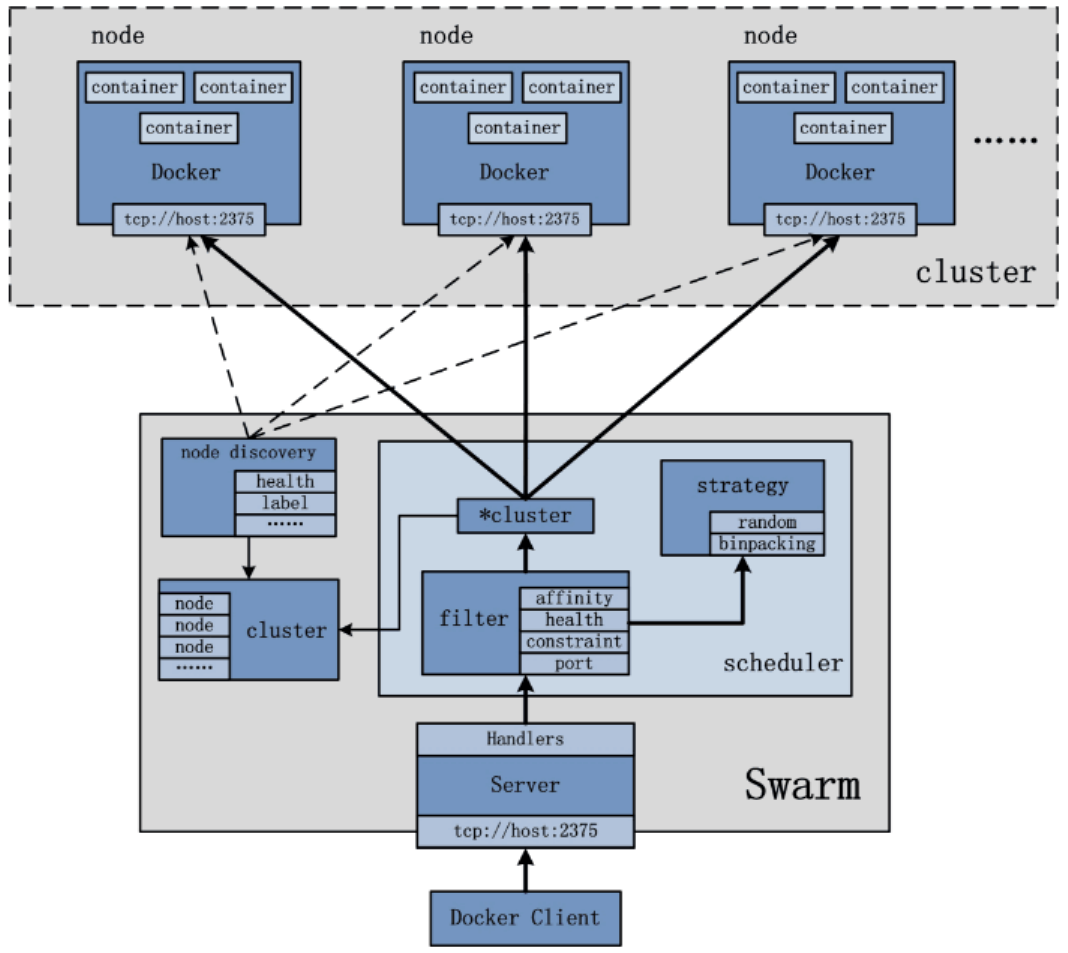 node
node
node
container
container
container
container
container
container
container
container
container
Docker
Docker
Docker
……
tcp://host:2375
tcp://host:2375
tcp://host:2375
cluster
node discovery
health
label
……
strategy
random
binpacking
*cluster
node
node
node
……
cluster
filter
affinity
health
constraint
port
scheduler
Handlers
Server
tcp://host:2375
Swarm
Docker Client